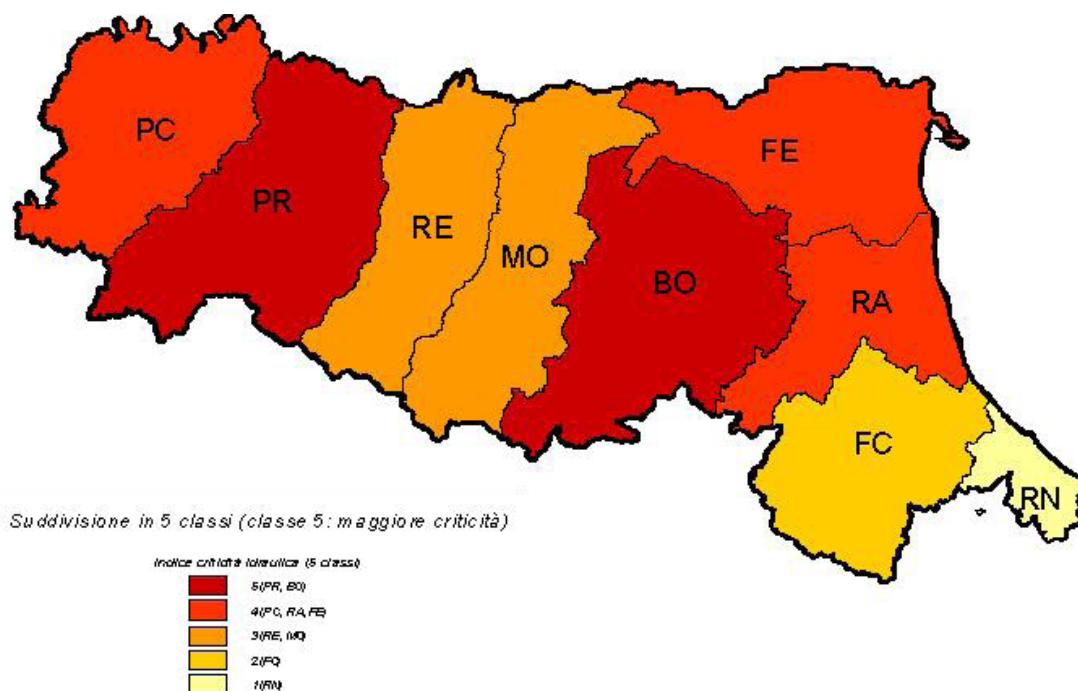 PC
FE
PR
RE
MO
BO
RA
FC
RN
Suddivisione in 5 classi (classe 5: maggiore criticità)
Indice criticità idraulica (5 classi)
5 (PR, BO)
4 (PC, RA, FE)
3 (RE, MO)
2 (FC)
1 (RN)